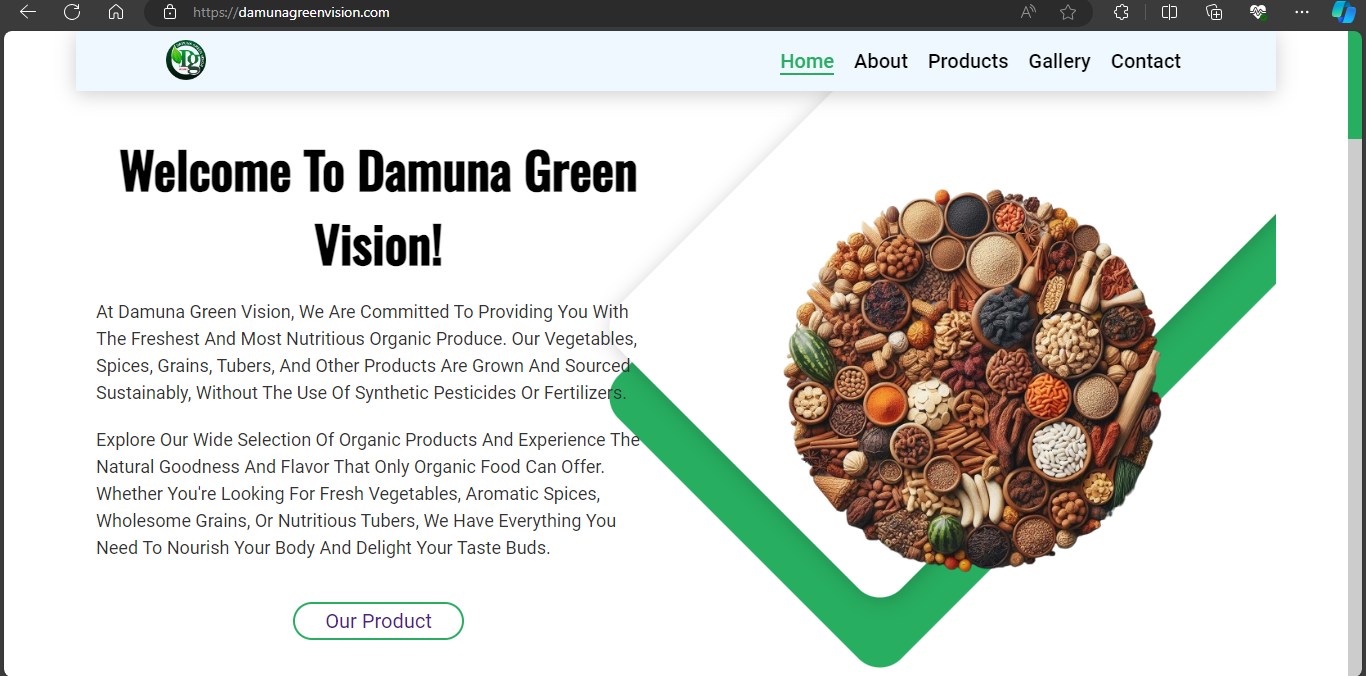 https://damunagreenvision.com
Home About Products Gallery Contact
Welcome To Damuna Green
Vision!
At Damuna Green Vision, We Are Committed To Providing You With
The Freshest And Most Nutritious Organic Produce. Our Vegetables,
Spices, Grains, Tubers, And Other Products Are Grown And Sourced
Sustainably, Without The Use Of Synthetic Pesticides Or Fertilizers.
Explore Our Wide Selection Of Organic Products And Experience The
Natural Goodness And Flavor That Only Organic Food Can Offer.
Whether You're Looking For Fresh Vegetables, Aromatic Spices,
Wholesome Grains, Or Nutritious Tubers, We Have Everything You
Need To Nourish Your Body And Delight Your Taste Buds.
Our Product